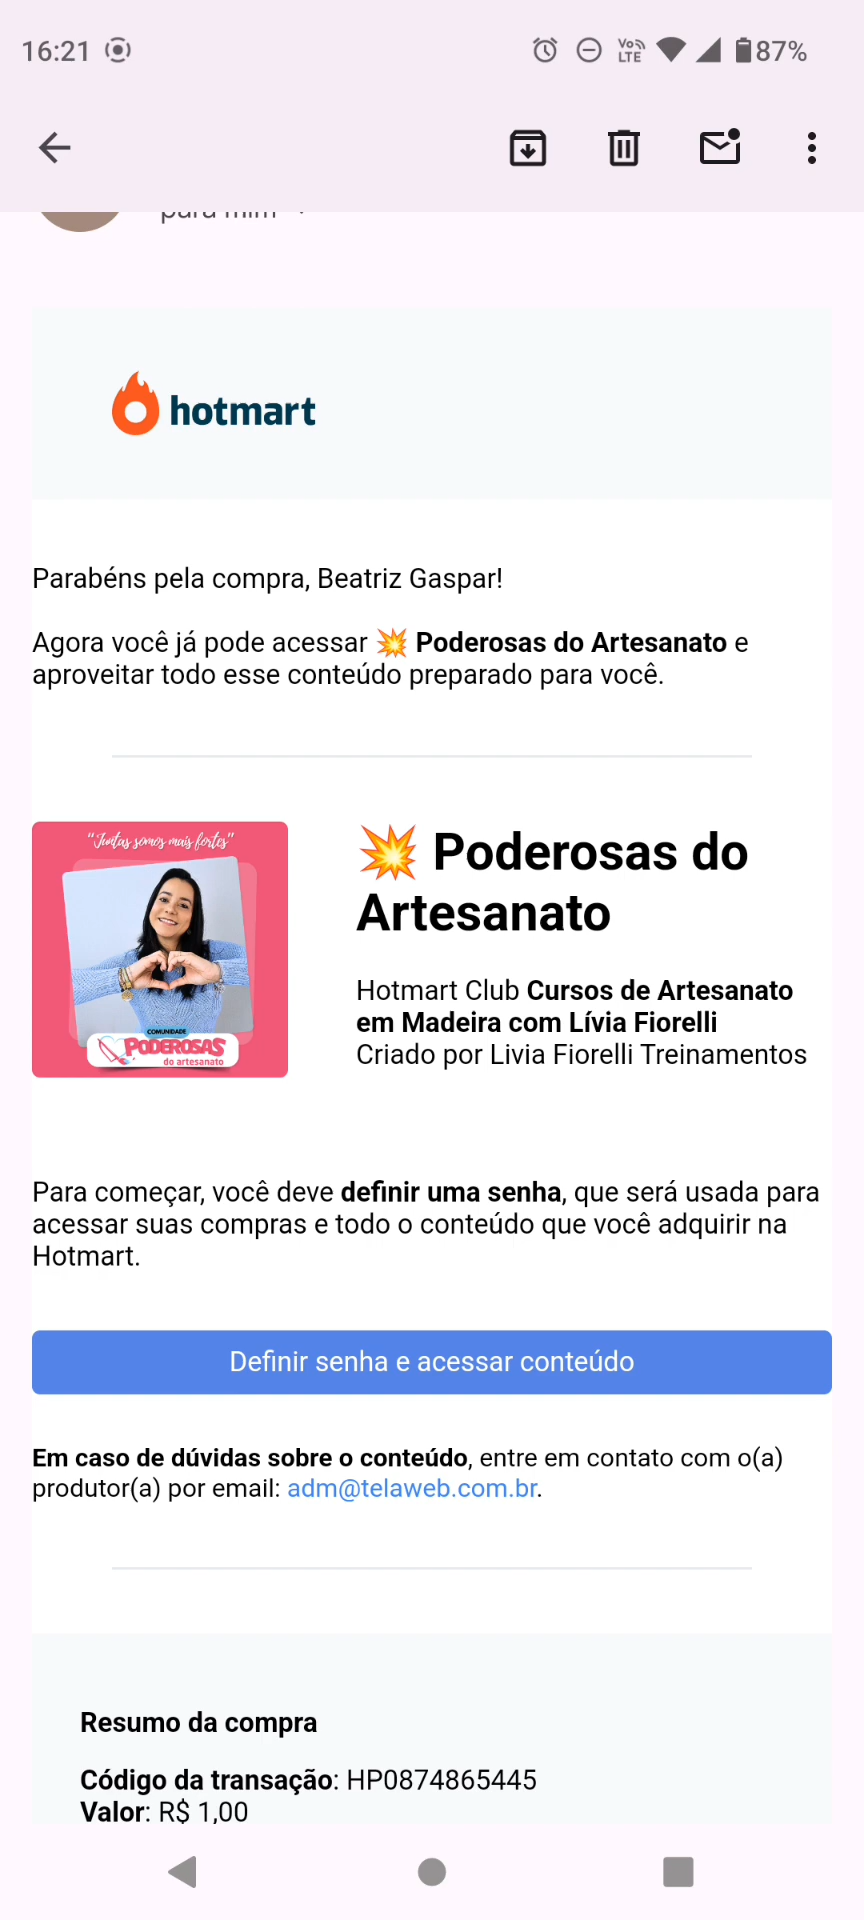 16:21
Vo))
LTE
87%
hotmart
Parabéns pela compra, Beatriz Gaspar!
Agora você já pode acessar 💥 Poderosas do Artesanato e
aproveitar todo esse conteúdo preparado para você.
"Juntas somos mais fortes"
COMUNIDADE
PODEROSAS
do artesanato
💥 Poderosas do
Artesanato
Hotmart Club Cursos de Artesanato
em Madeira com Lívia Fiorelli
Criado por Livia Fiorelli Treinamentos
Para começar, você deve definir uma senha, que será usada para
acessar suas compras e todo o conteúdo que você adquirir na
Hotmart.
Definir senha e acessar conteúdo
Em caso de dúvidas sobre o conteúdo, entre em contato com o(a)
produtor(a) por email: adm@telaweb.com.br.
Resumo da compra
Código da transação: HP0874865445
Valor: R$ 1,00